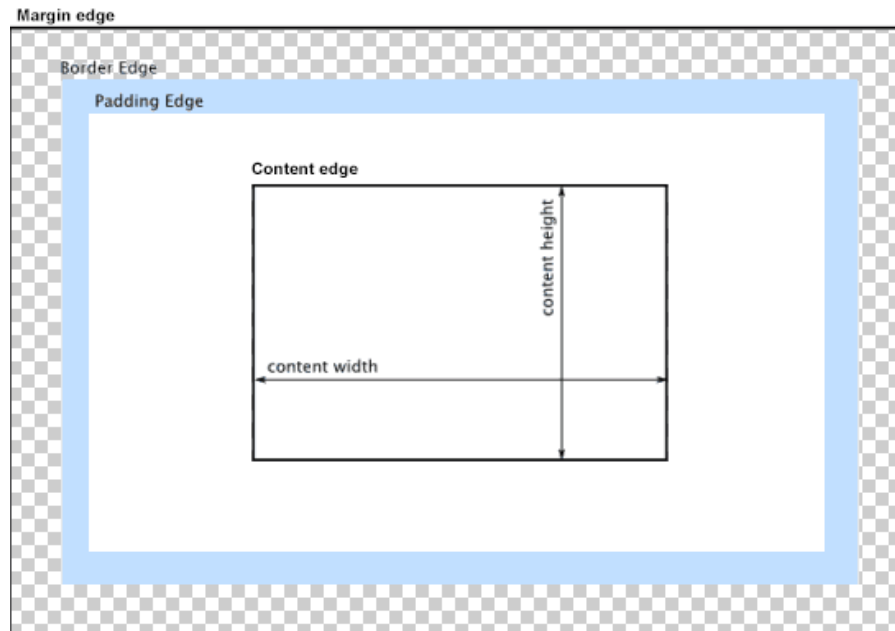 Margin edge
Border Edge
Padding Edge
Content edge
content height
content width